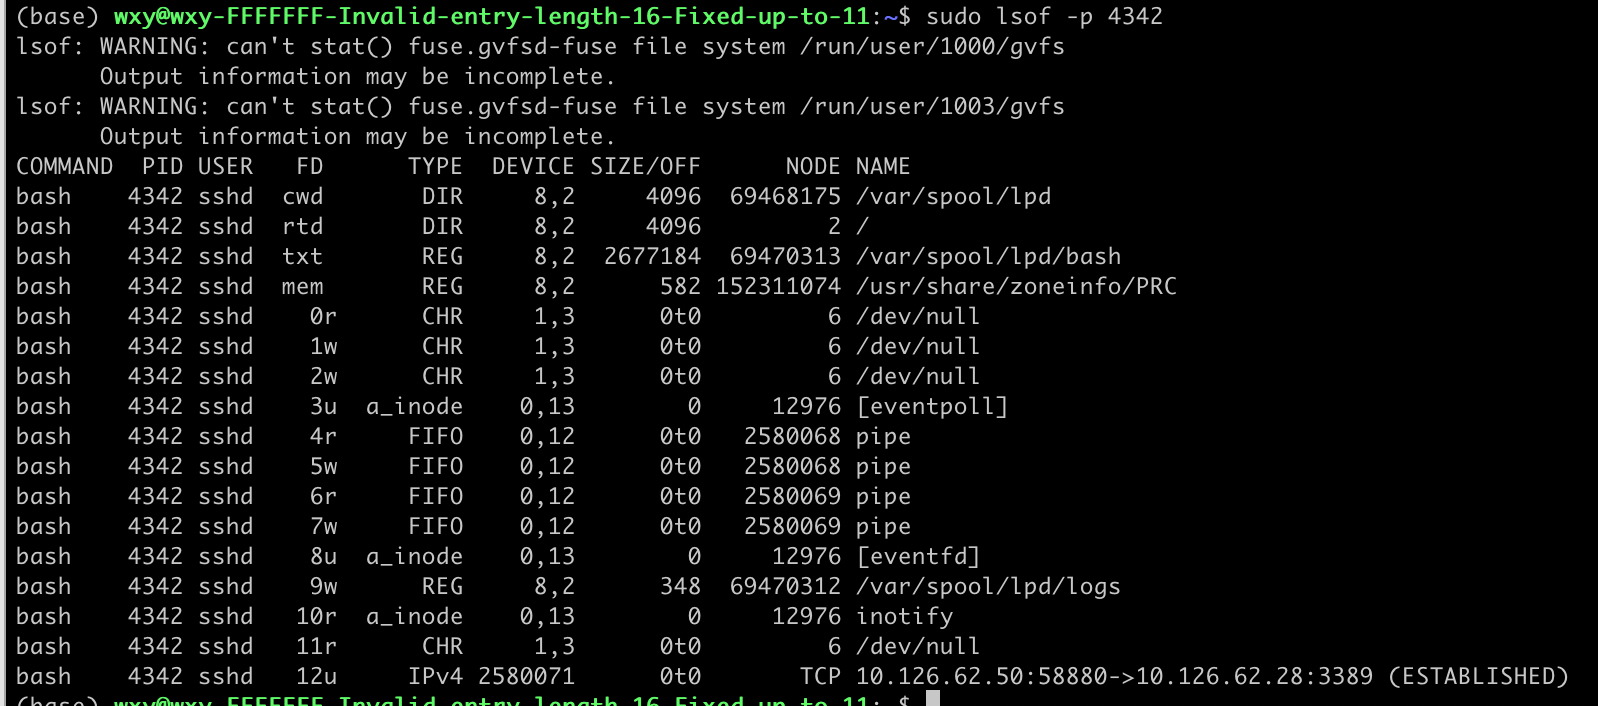 (base) wxy@wxy-FFFFFFF-Invalid-entry-length-16-Fixed-up-to-11:~$ sudo lsof -p 4342
lsof: WARNING: can't stat() fuse.gvfsd-fuse file system /run/user/1000/gvfs
      Output information may be incomplete.
lsof: WARNING: can't stat() fuse.gvfsd-fuse file system /run/user/1003/gvfs
      Output information may be incomplete.
COMMAND  PID USER   FD      TYPE  DEVICE SIZE/OFF      NODE NAME
bash    4342 sshd  cwd       DIR     8,2     4096  69468175 /var/spool/lpd
bash    4342 sshd  rtd       DIR     8,2     4096         2 /
bash    4342 sshd  txt       REG     8,2  2677184  69470313 /var/spool/lpd/bash
bash    4342 sshd  mem       REG     8,2      582 152311074 /usr/share/zoneinfo/PRC
bash    4342 sshd    0r      CHR     1,3      0t0         6 /dev/null
bash    4342 sshd    1w      CHR     1,3      0t0         6 /dev/null
bash    4342 sshd    2w      CHR     1,3      0t0         6 /dev/null
bash    4342 sshd    3u  a_inode    0,13        0     12976 [eventpoll]
bash    4342 sshd    4r     FIFO    0,12      0t0   2580068 pipe
bash    4342 sshd    5w     FIFO    0,12      0t0   2580068 pipe
bash    4342 sshd    6r     FIFO    0,12      0t0   2580069 pipe
bash    4342 sshd    7w     FIFO    0,12      0t0   2580069 pipe
bash    4342 sshd    8u  a_inode    0,13        0     12976 [eventfd]
bash    4342 sshd    9w      REG     8,2      348  69470312 /var/spool/lpd/logs
bash    4342 sshd   10r  a_inode    0,13        0     12976 inotify
bash    4342 sshd   11r      CHR     1,3      0t0         6 /dev/null
bash    4342 sshd   12u     IPv4 2580071      0t0       TCP 10.126.62.50:58880->10.126.62.28:3389 (ESTABLISHED)
(base) wxy@wxy-FFFFFFF-Invalid-entry-length-16-Fixed-up-to-11:~$